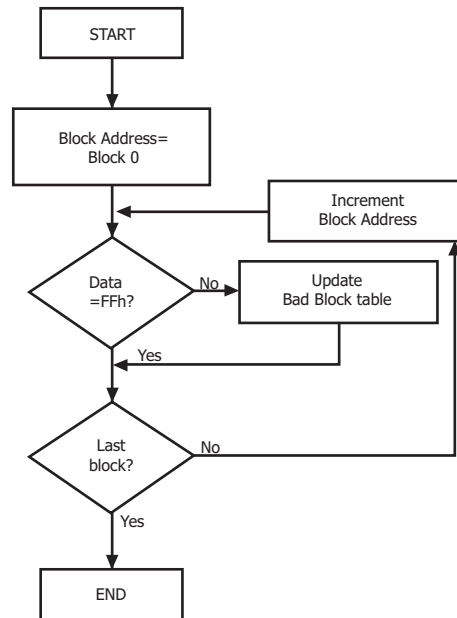 START
Block Address=
Block 0
Increment
Block Address
Data
=FFh?
No
Update
Bad Block table
Yes
Last
block?
No
Yes
END